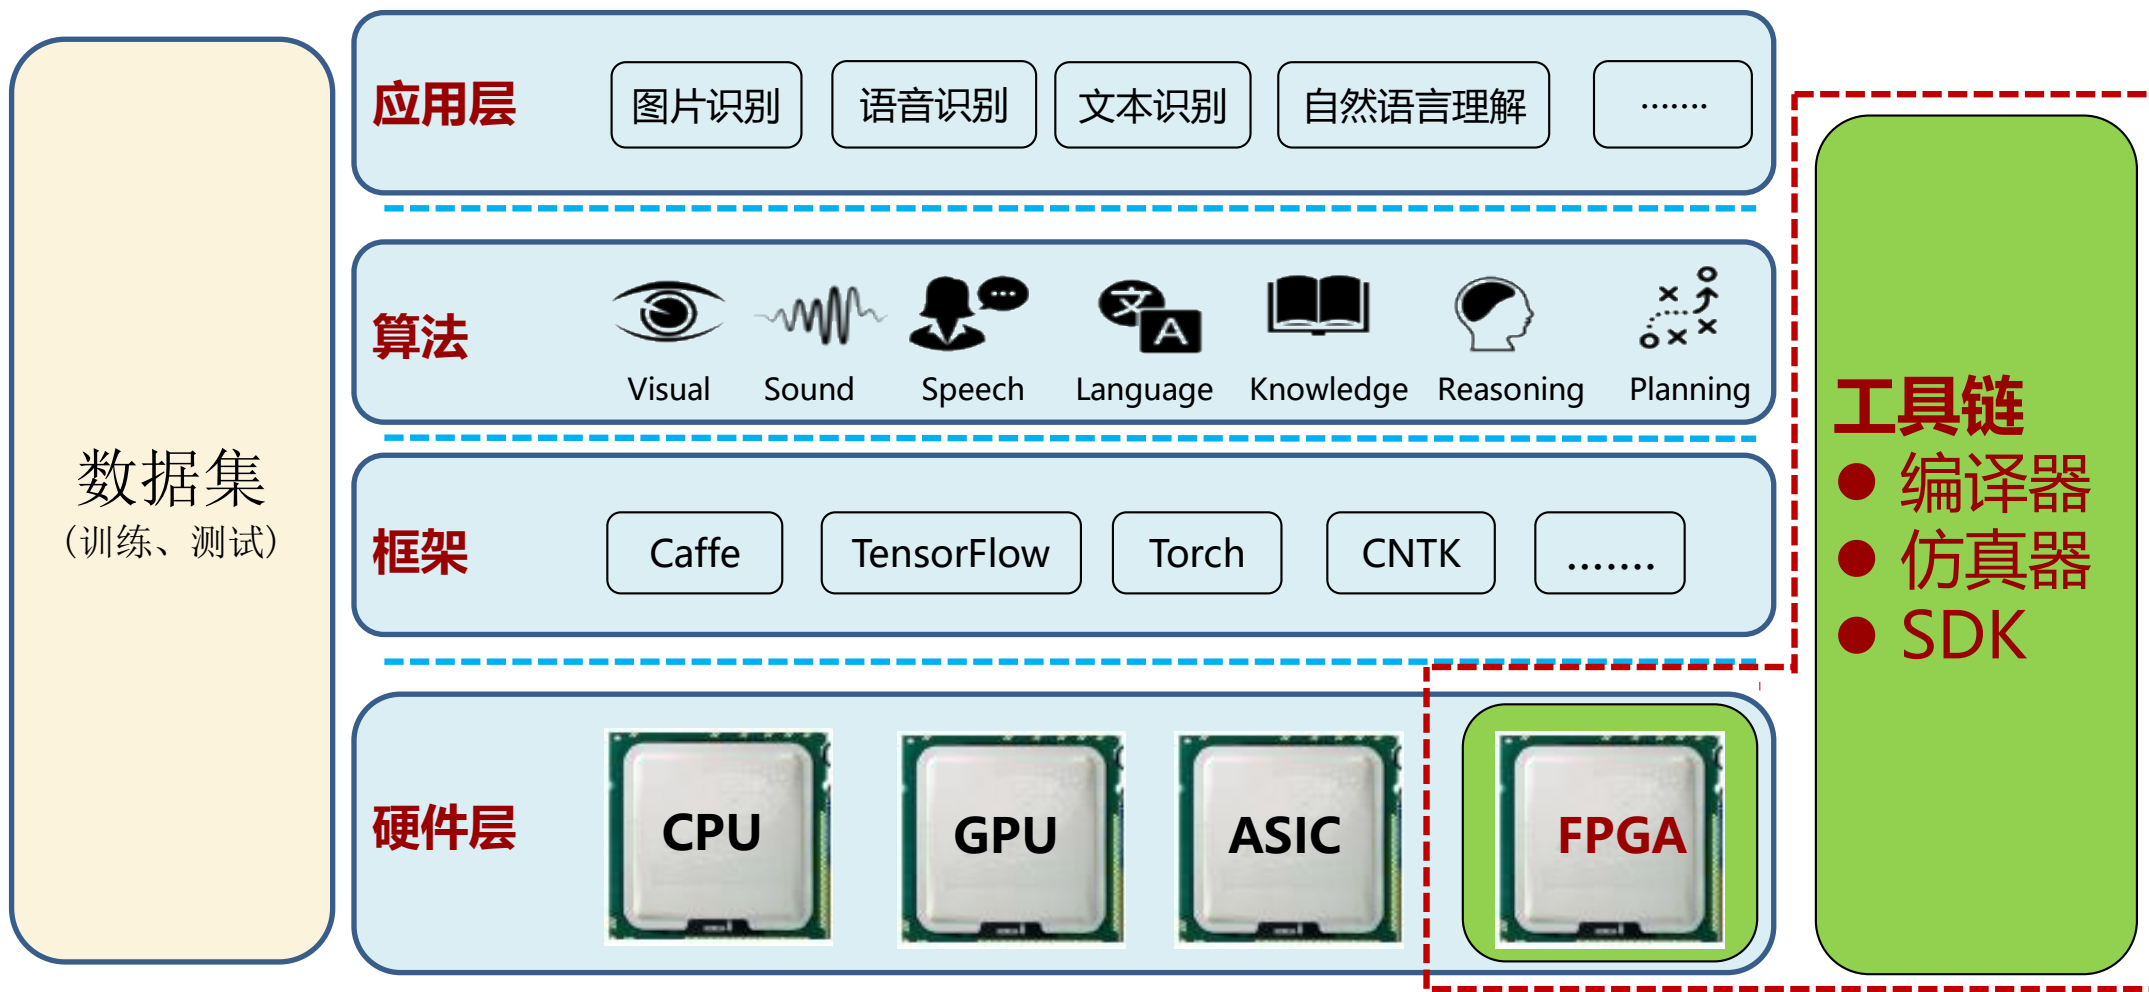 数据集
(训练、测试)
应用层
图片识别
语音识别
文本识别
自然语言理解
·······
算法
Visual
Sound
Speech
Language
Knowledge
Reasoning
Planning
框架
Caffe
TensorFlow
Torch
CNTK
.......
硬件层
CPU
GPU
ASIC
FPGA
工具链
● 编译器
● 仿真器
● SDK